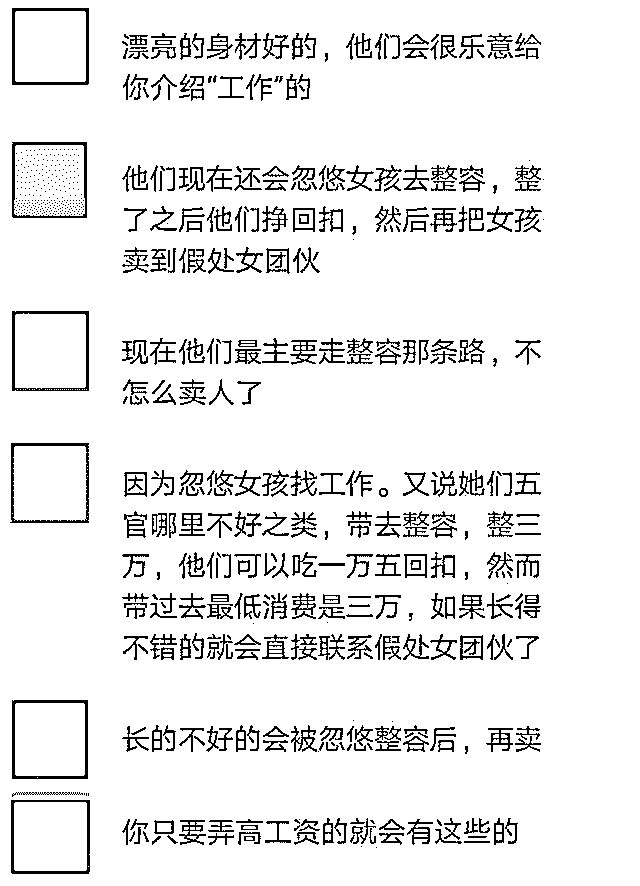 漂亮的身材好的，他们会很乐意给
你介绍“工作”的
他们现在还会忽悠女孩去整容，整
了之后他们挣回扣，然后再把女孩
卖到假处女团伙
现在他们最主要走整容那条路，不
怎么卖人了
因为忽悠女孩找工作。又说她们五
官哪里不好之类，带去整容，整三
万，他们可以吃一万五回扣，然而
带过去最低消费是三万，如果长得
不错的就会直接联系假处女团伙了
长的不好的会被忽悠整容后，再卖
你只要弄高工资的就会有这些的